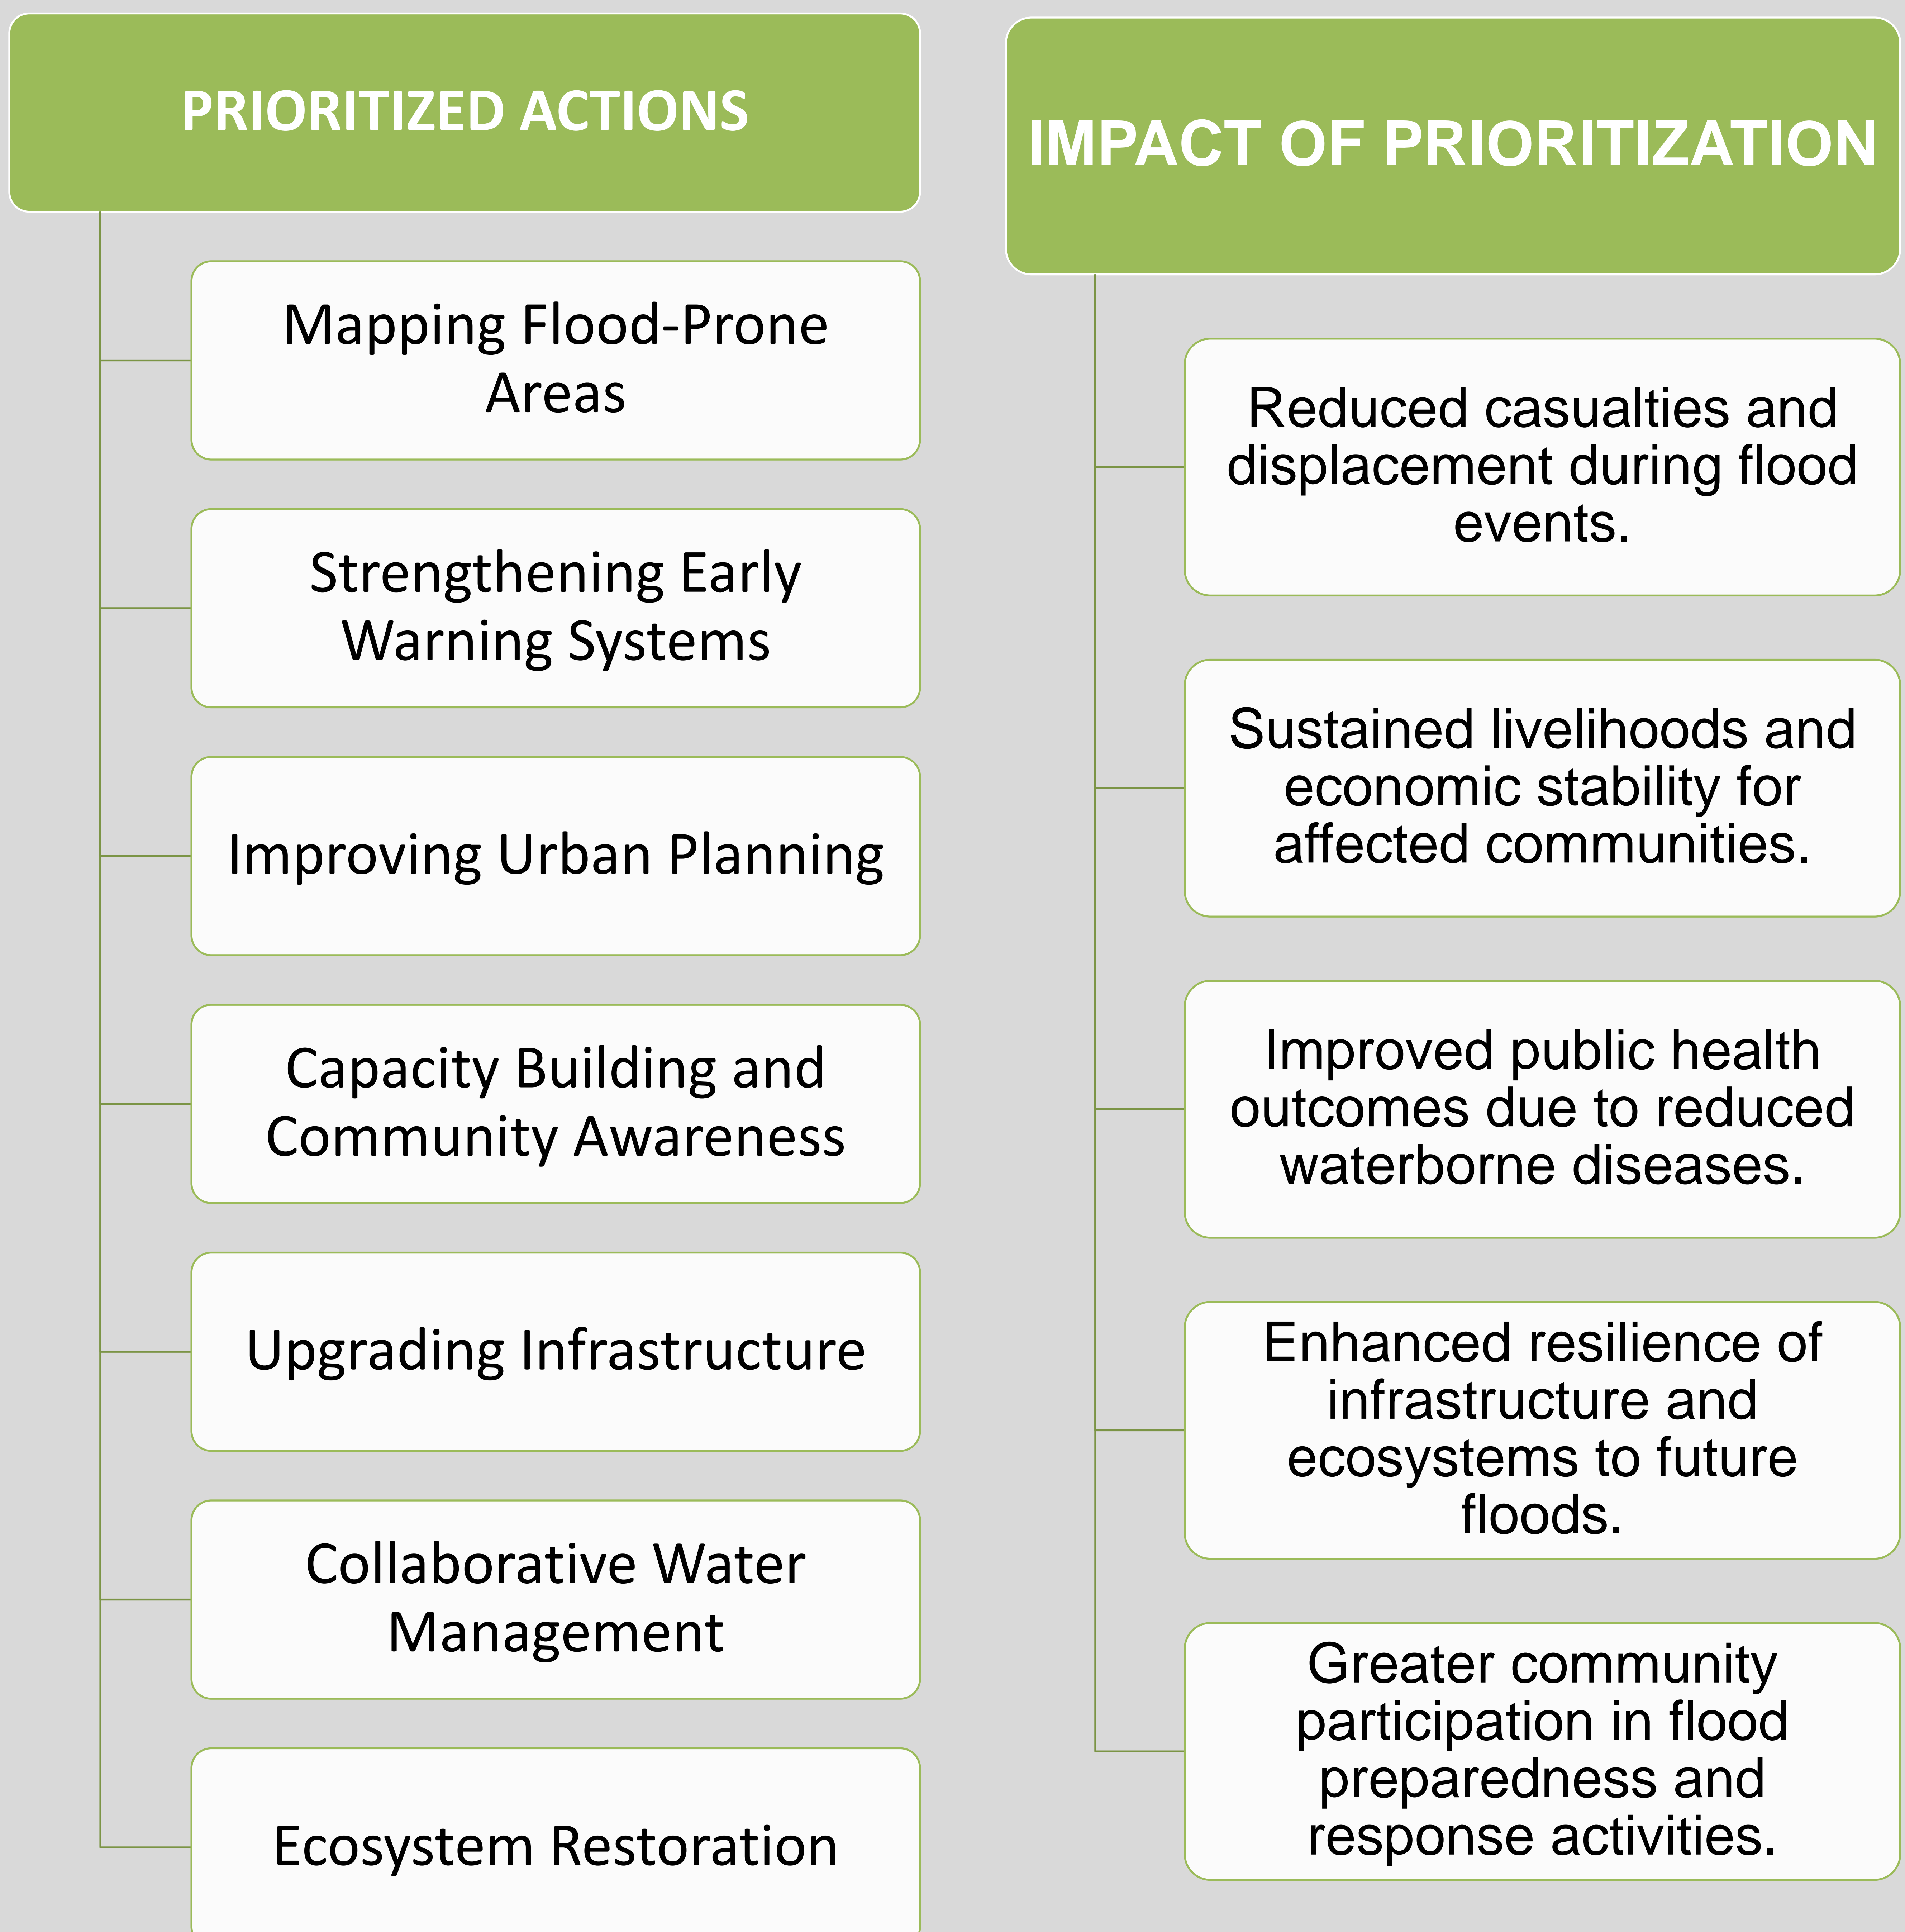 PRIORITIZED ACTIONS
Mapping Flood-Prone
Areas
Strengthening Early
Warning Systems
Improving Urban Planning
Capacity Building and
Community Awareness
Upgrading Infrastructure
Collaborative Water
Management
Ecosystem Restoration
IMPACT OF PRIORITIZATION
Reduced casualties and
displacement during flood
events.
Sustained livelihoods and
economic stability for
affected communities.
Improved public health
outcomes due to reduced
waterborne diseases.
Enhanced resilience of
infrastructure and
ecosystems to future
floods.
Greater community
participation in flood
preparedness and
response activities.